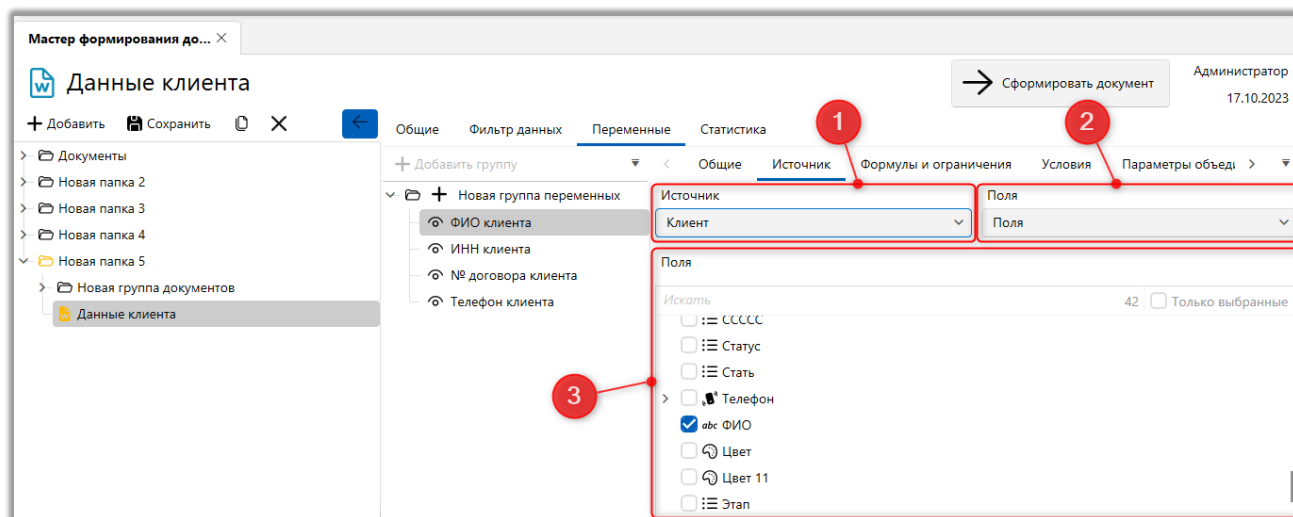 Мастер формирования до... ×
Данные клиента
Сформировать документ
Администратор
17.10.2023
Добавить Сохранить
Общие Фильтр данных Переменные Статистика
1
2
Документы
Новая папка 2
Новая папка 3
Новая папка 4
Новая папка 5
Новая группа документов
Данные клиента
Добавить группу
Новая группа переменных
ФИО клиента
ИНН клиента
№ договора клиента
Телефон клиента
Общие Источник Формулы и ограничения Условия Параметры объеди
Источник
Клиент
Поля
Поля
Поля
Искать
42 Только выбранные
ССССС
Статус
Стать
3
Телефон
abc ФИО
Цвет
Цвет 11
Этап